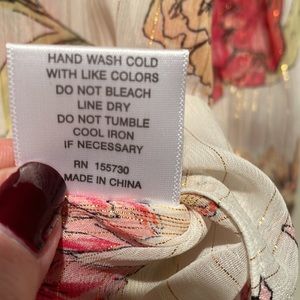 HAND WASH COLD
WITH LIKE COLORS
DO NOT BLEACH
LINE DRY
DO NOT TUMBLE
COOL IRON
IF NECESSARY
RN 155730
MADE IN CHINA